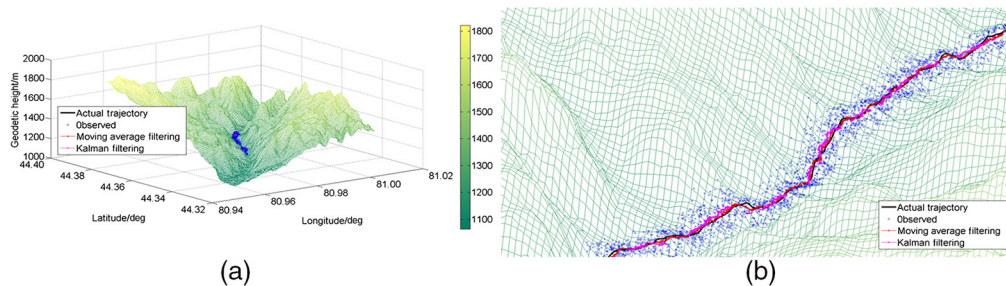 2000
1800
1600
1400
1200
1000
Geodetic height/m
Actual trajectory
0bserved
Moving average filtering
Kalman filtering
44.40
44.38
44.36
44.34
44.32
Latitude/deg
80.94
80.96
80.98
81.00
81.02
Longitude/deg
1800
1700
1600
1500
1400
1300
1200
1100
(a)
Actual trajectory
0bserved
Moving average filtering
Kalman filtering
(b)